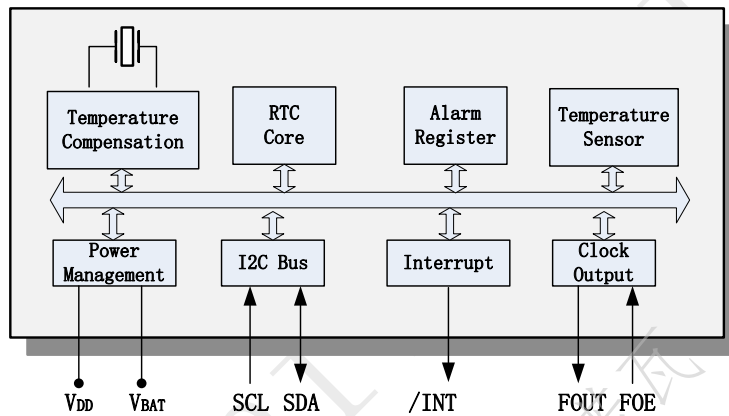 Temperature
Compensation
RTC
Core
Alarm
Register
Temperature
Sensor
Power
Management
I2C Bus
Interrupt
Clock
Output
VDD
VBAT
SCL
SDA
/INT
FOUT
FOE